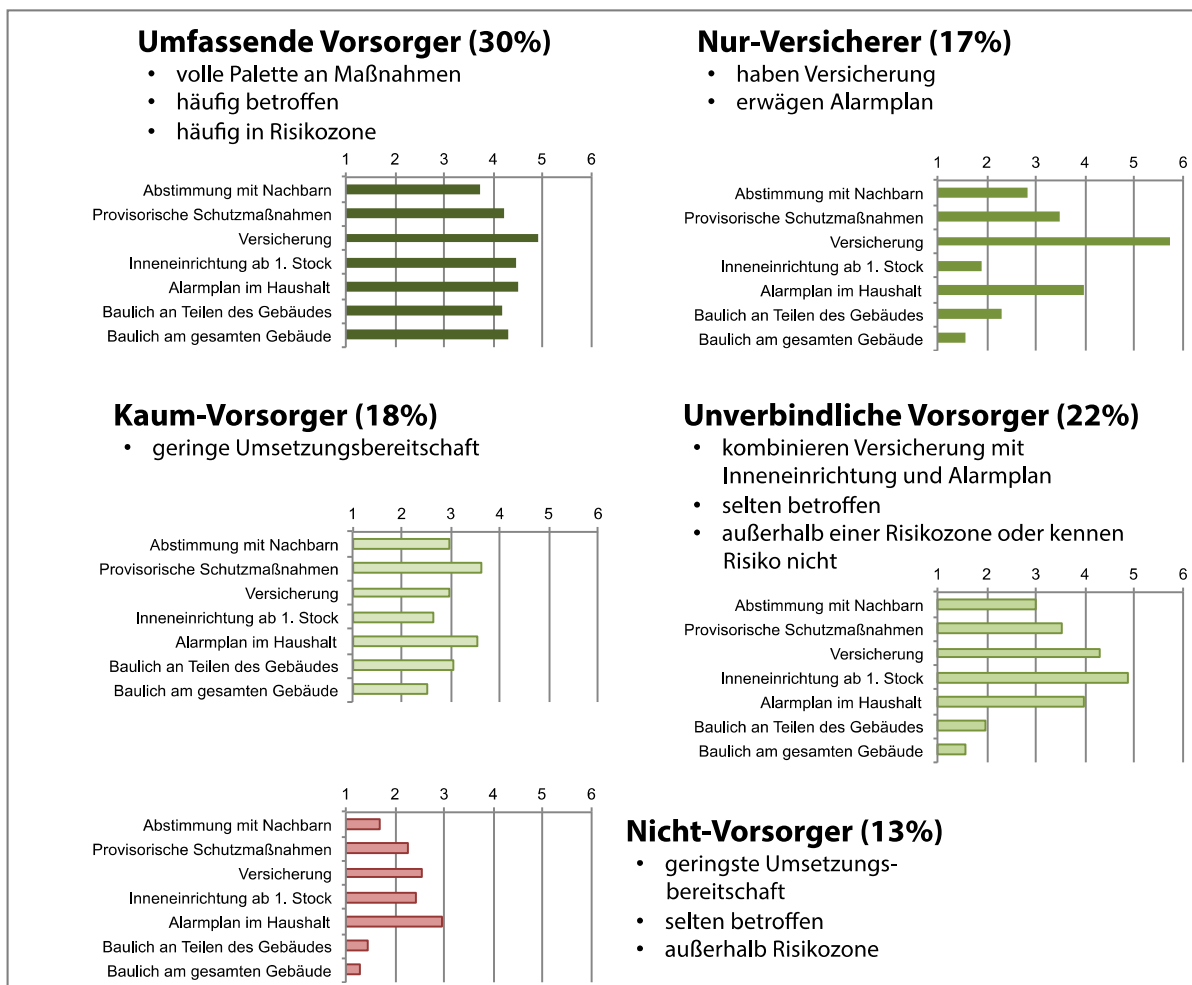 Umfassende Vorsorger (30%)
• volle Palette an Maßnahmen
• häufig betroffen
• häufig in Risikozone
1 2 3 4 5 6
Abstimmung mit Nachbarn
Provisorische Schutzmaßnahmen
Versicherung
Inneneinrichtung ab 1. Stock
Alarmplan im Haushalt
Baulich an Teilen des Gebäudes
Baulich am gesamten Gebäude
Nur-Versicherer (17%)
• haben Versicherung
• erwägen Alarmplan
1 2 3 4 5 6
Abstimmung mit Nachbarn
Provisorische Schutzmaßnahmen
Versicherung
Inneneinrichtung ab 1. Stock
Alarmplan im Haushalt
Baulich an Teilen des Gebäudes
Baulich am gesamten Gebäude
Kaum-Vorsorger (18%)
• geringe Umsetzungsbereitschaft
1 2 3 4 5 6
Abstimmung mit Nachbarn
Provisorische Schutzmaßnahmen
Versicherung
Inneneinrichtung ab 1. Stock
Alarmplan im Haushalt
Baulich an Teilen des Gebäudes
Baulich am gesamten Gebäude
Unverbindliche Vorsorger (22%)
• kombinieren Versicherung mit
Inneneinrichtung und Alarmplan
• selten betroffen
• außerhalb einer Risikozone oder kennen
Risiko nicht
1 2 3 4 5 6
Abstimmung mit Nachbarn
Provisorische Schutzmaßnahmen
Versicherung
Inneneinrichtung ab 1. Stock
Alarmplan im Haushalt
Baulich an Teilen des Gebäudes
Baulich am gesamten Gebäude
1 2 3 4 5 6
Abstimmung mit Nachbarn
Provisorische Schutzmaßnahmen
Versicherung
Inneneinrichtung ab 1. Stock
Alarmplan im Haushalt
Baulich an Teilen des Gebäudes
Baulich am gesamten Gebäude
Nicht-Vorsorger (13%)
• geringste Umsetzungs-
bereitschaft
• selten betroffen
• außerhalb Risikozone